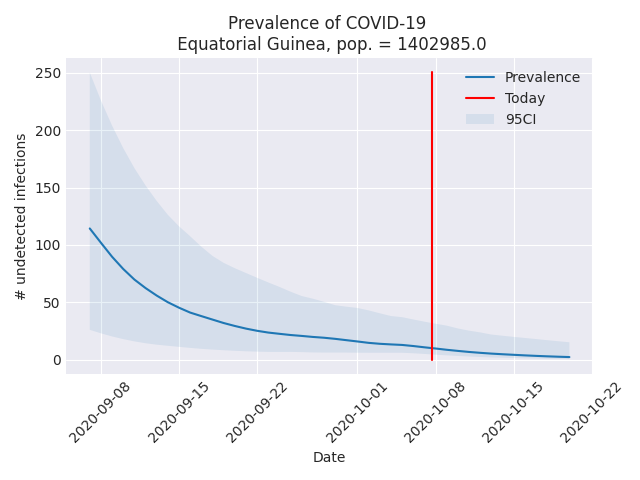 Prevalence of COVID-19
Equatorial Guinea, pop. = 1402985.0
# undetected infections
250
200
150
100
50
0
Prevalence
Today
95CI
2020-09-08
2020-09-15
2020-09-22
2020-10-01
2020-10-08
2020-10-15
2020-10-22
Date